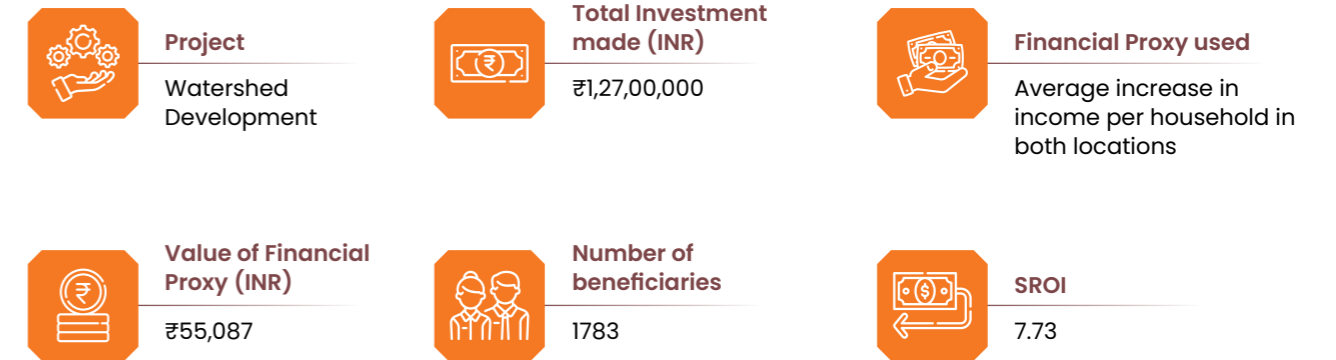 Project
Watershed
Development
Total Investment
made (INR)
₹1,27,00,000
Financial Proxy used
Average increase in
income per household in
both locations
Value of Financial
Proxy (INR)
₹55,087
Number of
beneficiaries
1783
SROI
7.73